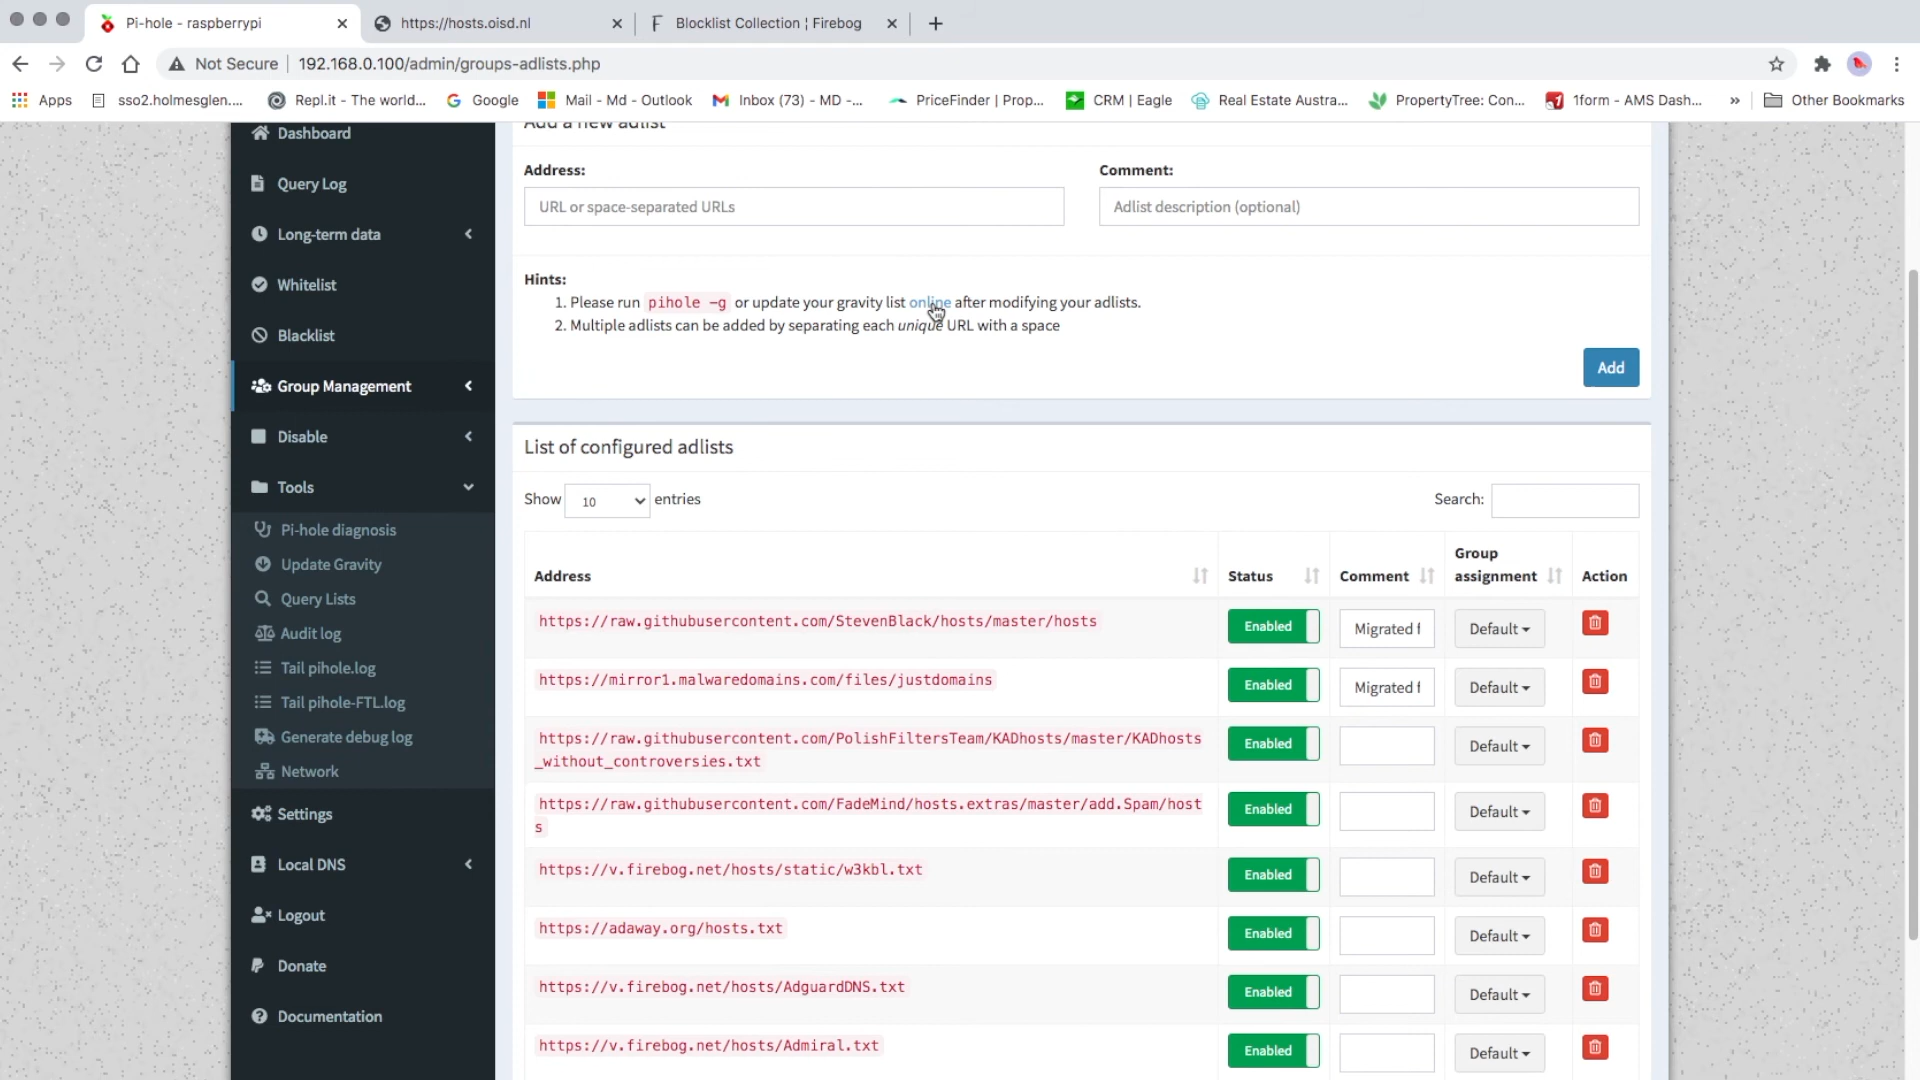 Pi-hole - raspberrypi
https://hosts.oisd.nl
Blocklist Collection ¦ Firebog
Not Secure
192.168.0.100/admin/groups-adlists.php
Apps
sso2.holmesglen....
Repl.it - The world...
Google
Mail - Md - Outlook
Inbox (73) - MD -...
PriceFinder | Prop...
CRM | Eagle
Real Estate Austra...
PropertyTree: Con...
1form - AMS Dash...
»
Other Bookmarks
Dashboard
Query Log
Long-term data
Whitelist
Blacklist
Group Management
Disable
Tools
Pi-hole diagnosis
Update Gravity
Query Lists
Audit log
Tail pihole.log
Tail pihole-FTL.log
Generate debug log
Network
Settings
Local DNS
Logout
Donate
Documentation
Add a new adlist
Address:
Comment:
URL or space-separated URLs
Adlist description (optional)
Hints:
1. Please run pihole -g or update your gravity list online after modifying your adlists.
2. Multiple adlists can be added by separating each unique URL with a space
Add
List of configured adlists
Show 10 entries
Search:
Address
Status
Comment
Group
assignment
Action
https://raw.githubusercontent.com/StevenBlack/hosts/master/hosts
Enabled
Migrated f
Default
https://mirror1.malwaredomains.com/files/justdomains
Enabled
Migrated f
Default
https://raw.githubusercontent.com/PolishFiltersTeam/KADhosts/master/KADhosts
_without_controversies.txt
Enabled
Default
https://raw.githubusercontent.com/FadeMind/hosts.extras/master/add.Spam/host
s
Enabled
Default
https://v.firebog.net/hosts/static/w3kbl.txt
Enabled
Default
https://adaway.org/hosts.txt
Enabled
Default
https://v.firebog.net/hosts/AdguardDNS.txt
Enabled
Default
https://v.firebog.net/hosts/Admiral.txt
Enabled
Default